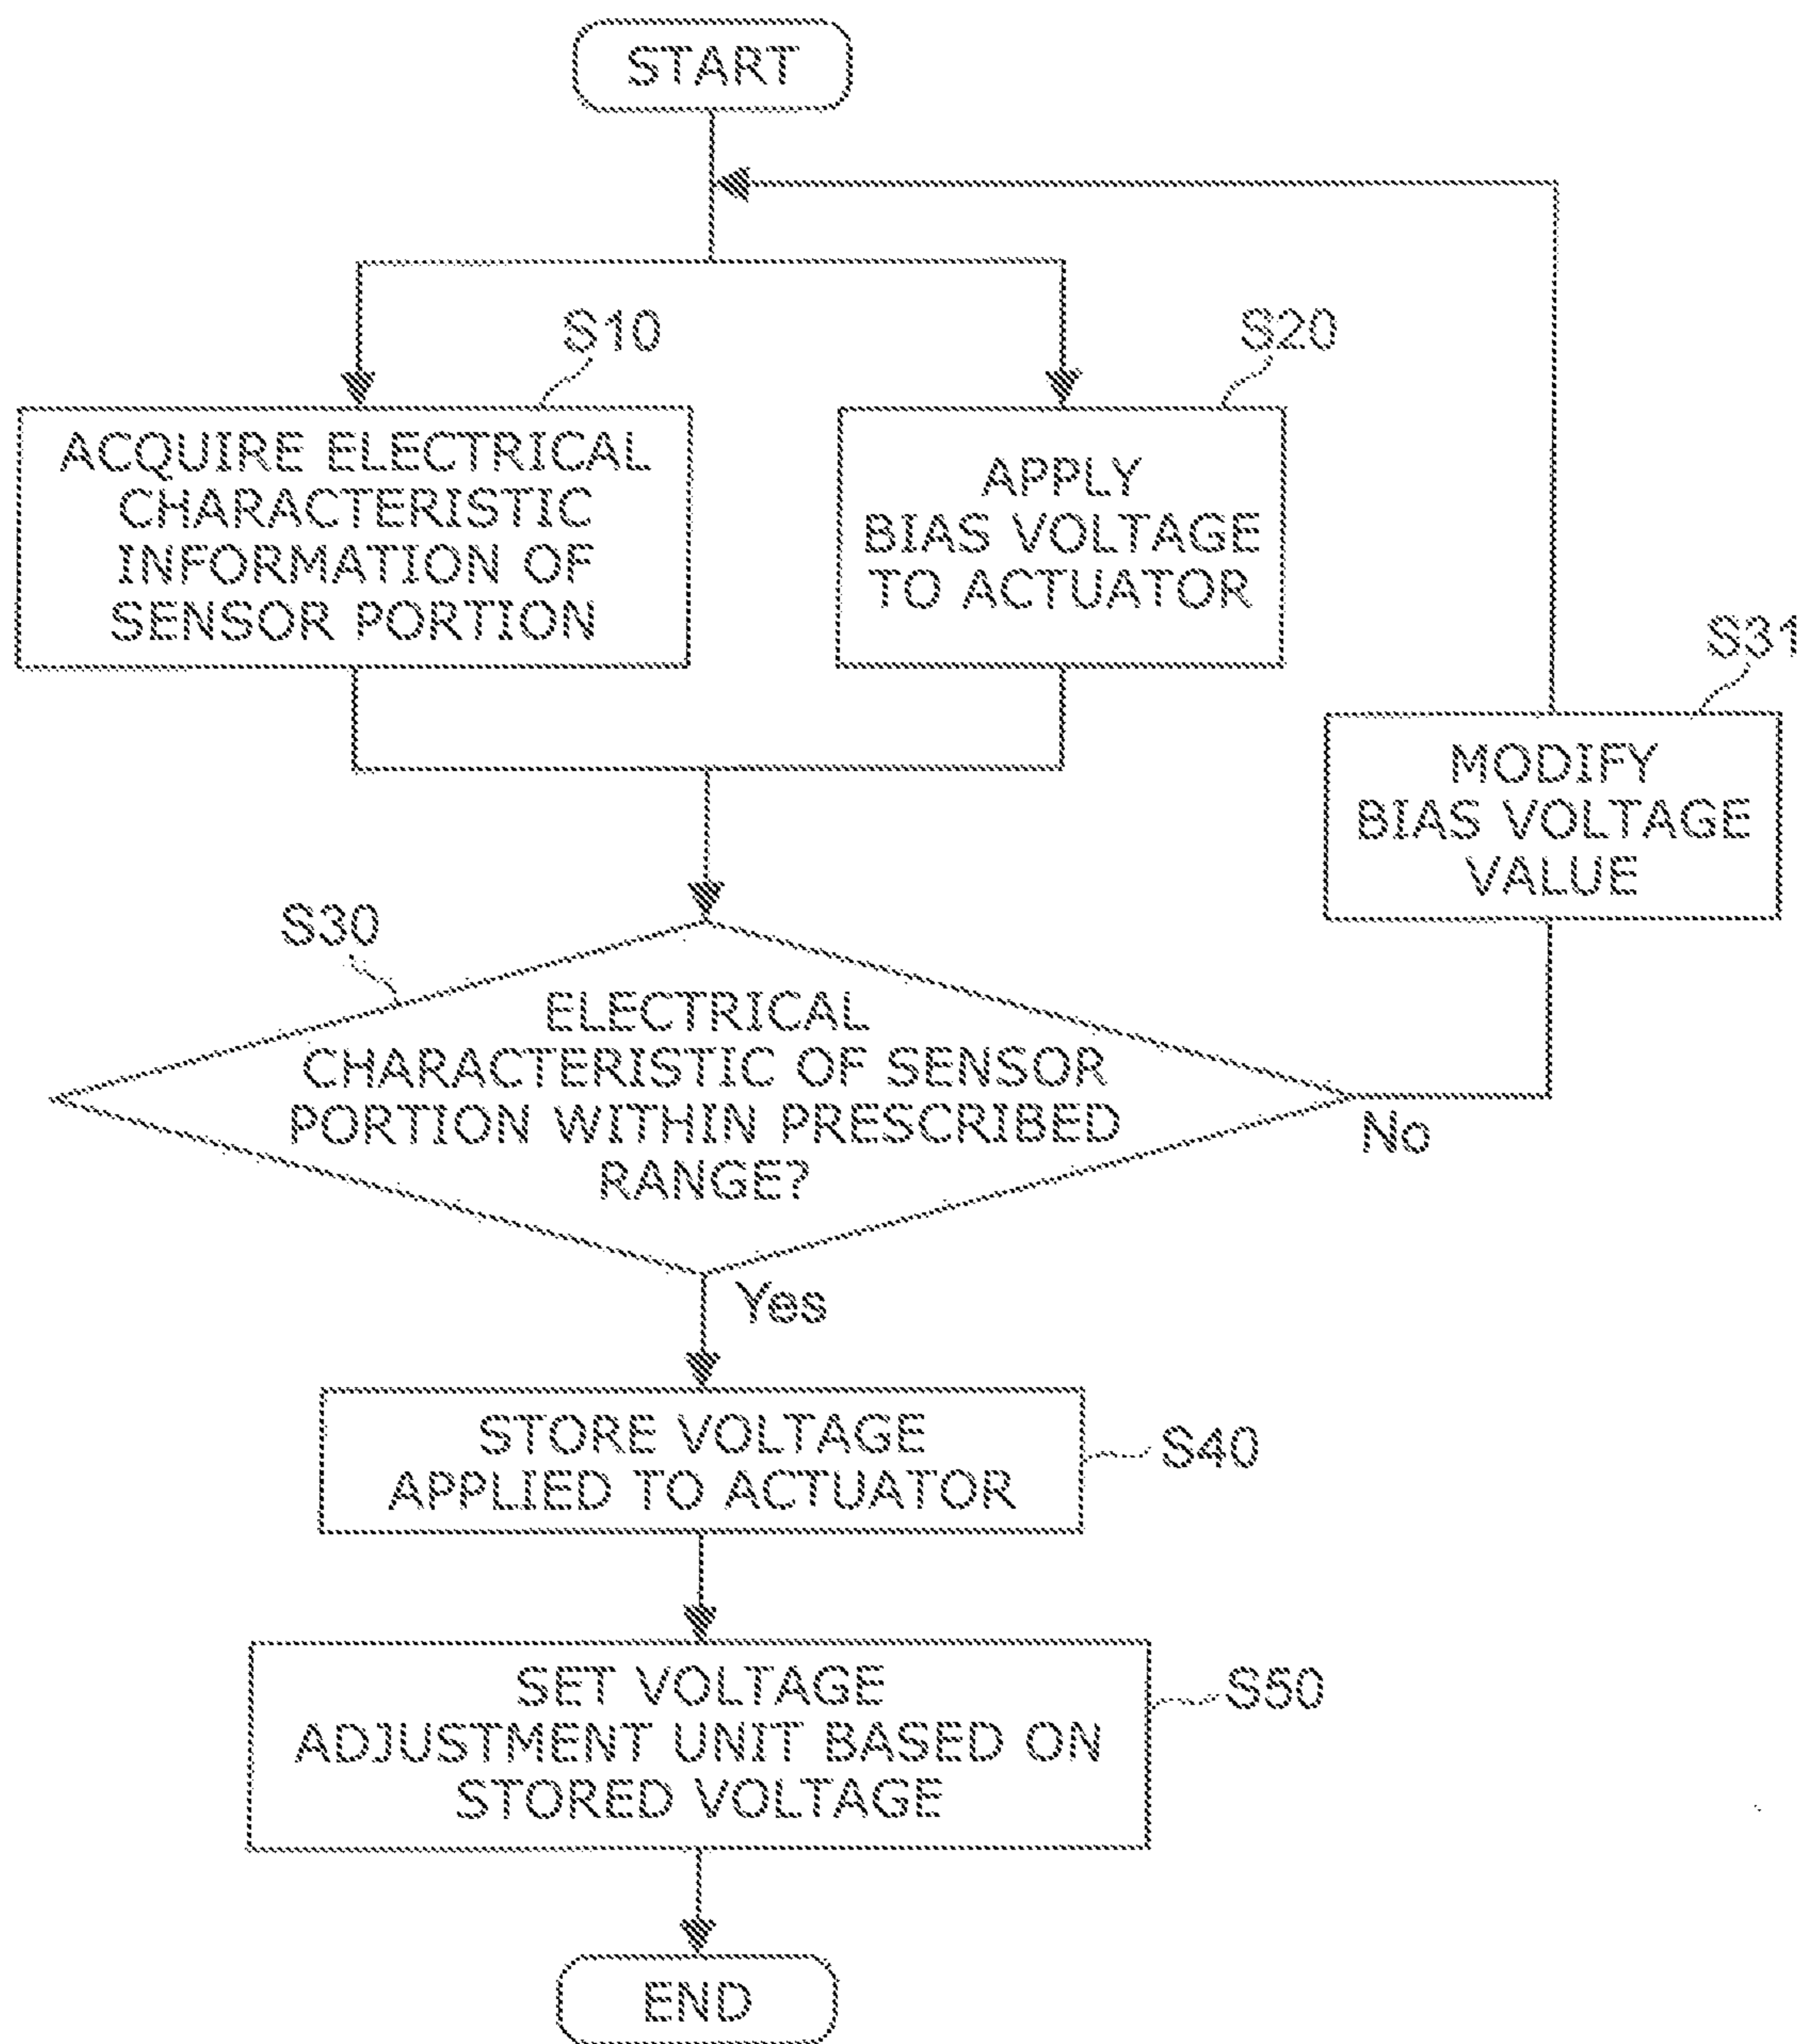 START
S10
ACQUIRE ELECTRICAL
CHARACTERISTIC
INFORMATION OF
SENSOR PORTION
S20
APPLY
BIAS VOLTAGE
TO ACTUATOR
S31
MODIFY
BIAS VOLTAGE
VALUE
S30
ELECTRICAL
CHARACTERISTIC OF SENSOR
PORTION WITHIN PRESCRIBED
RANGE?
No
Yes
STORE VOLTAGE
APPLIED TO ACTUATOR
S40
SET VOLTAGE
ADJUSTMENT UNIT BASED ON
STORED VOLTAGE
S50
END